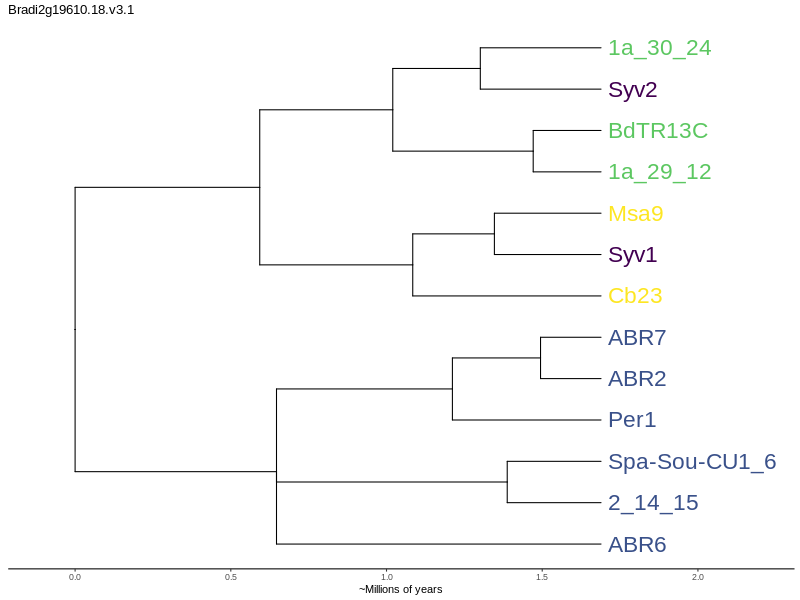 Bradi2g19610.18.v3.1
1a_30_24
Syv2
BdTR13C
1a_29_12
Msa9
Syv1
Cb23
ABR7
ABR2
Per1
Spa-Sou-CU1_6
2_14_15
ABR6
0.0 0.5 1.0 1.5 2.0
~Millions of years